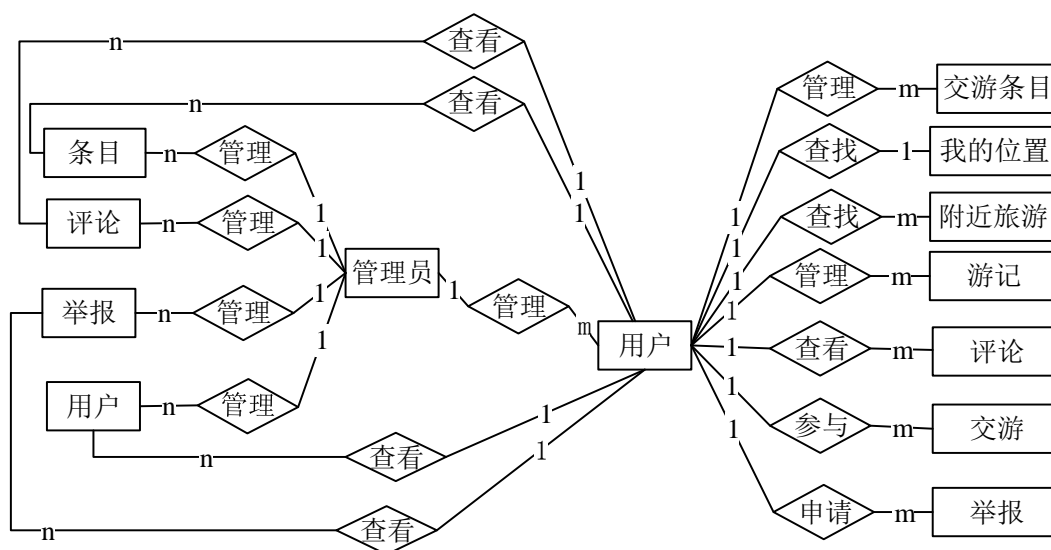 n 查看
n 查看 管理 m 交游条目
条目 n 管理 查找 1 我的位置
1 1 1
评论 n 管理 1 1 1 查找 m 附近旅游
管理员 1 1 管理 m 游记
举报 n 管理 1 1 管理 1
m 用户 1 查看 m 评论
1
用户 n 管理 1 1 参与 m 交游
n 查看 1 1
n 查看 申请 m 举报